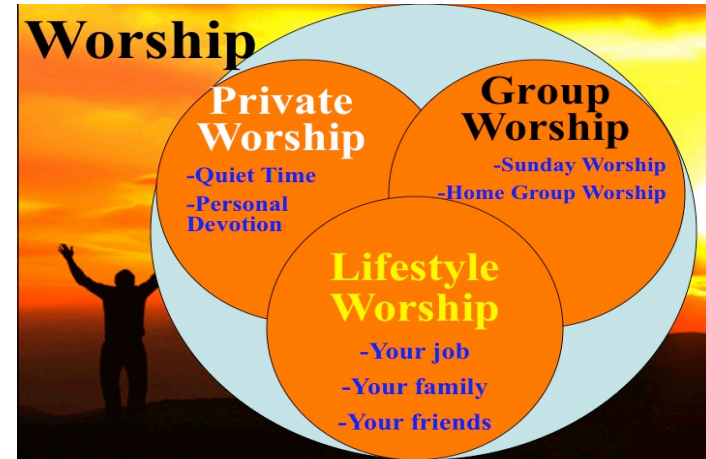 Worship
Private
Worship
-Quiet Time
-Personal
Devotion
Group
Worship
-Sunday Worship
-Home Group Worship
Lifestyle
Worship
-Your job
-Your family
-Your friends